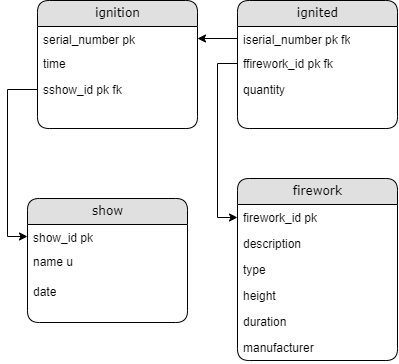 ignition
serial_number pk
time
sshow_id pk fk
ignited
iserial_number pk fk
ffirework_id pk fk
quantity
show
show_id pk
name u
date
firework
firework_id pk
description
type
height
duration
manufacturer